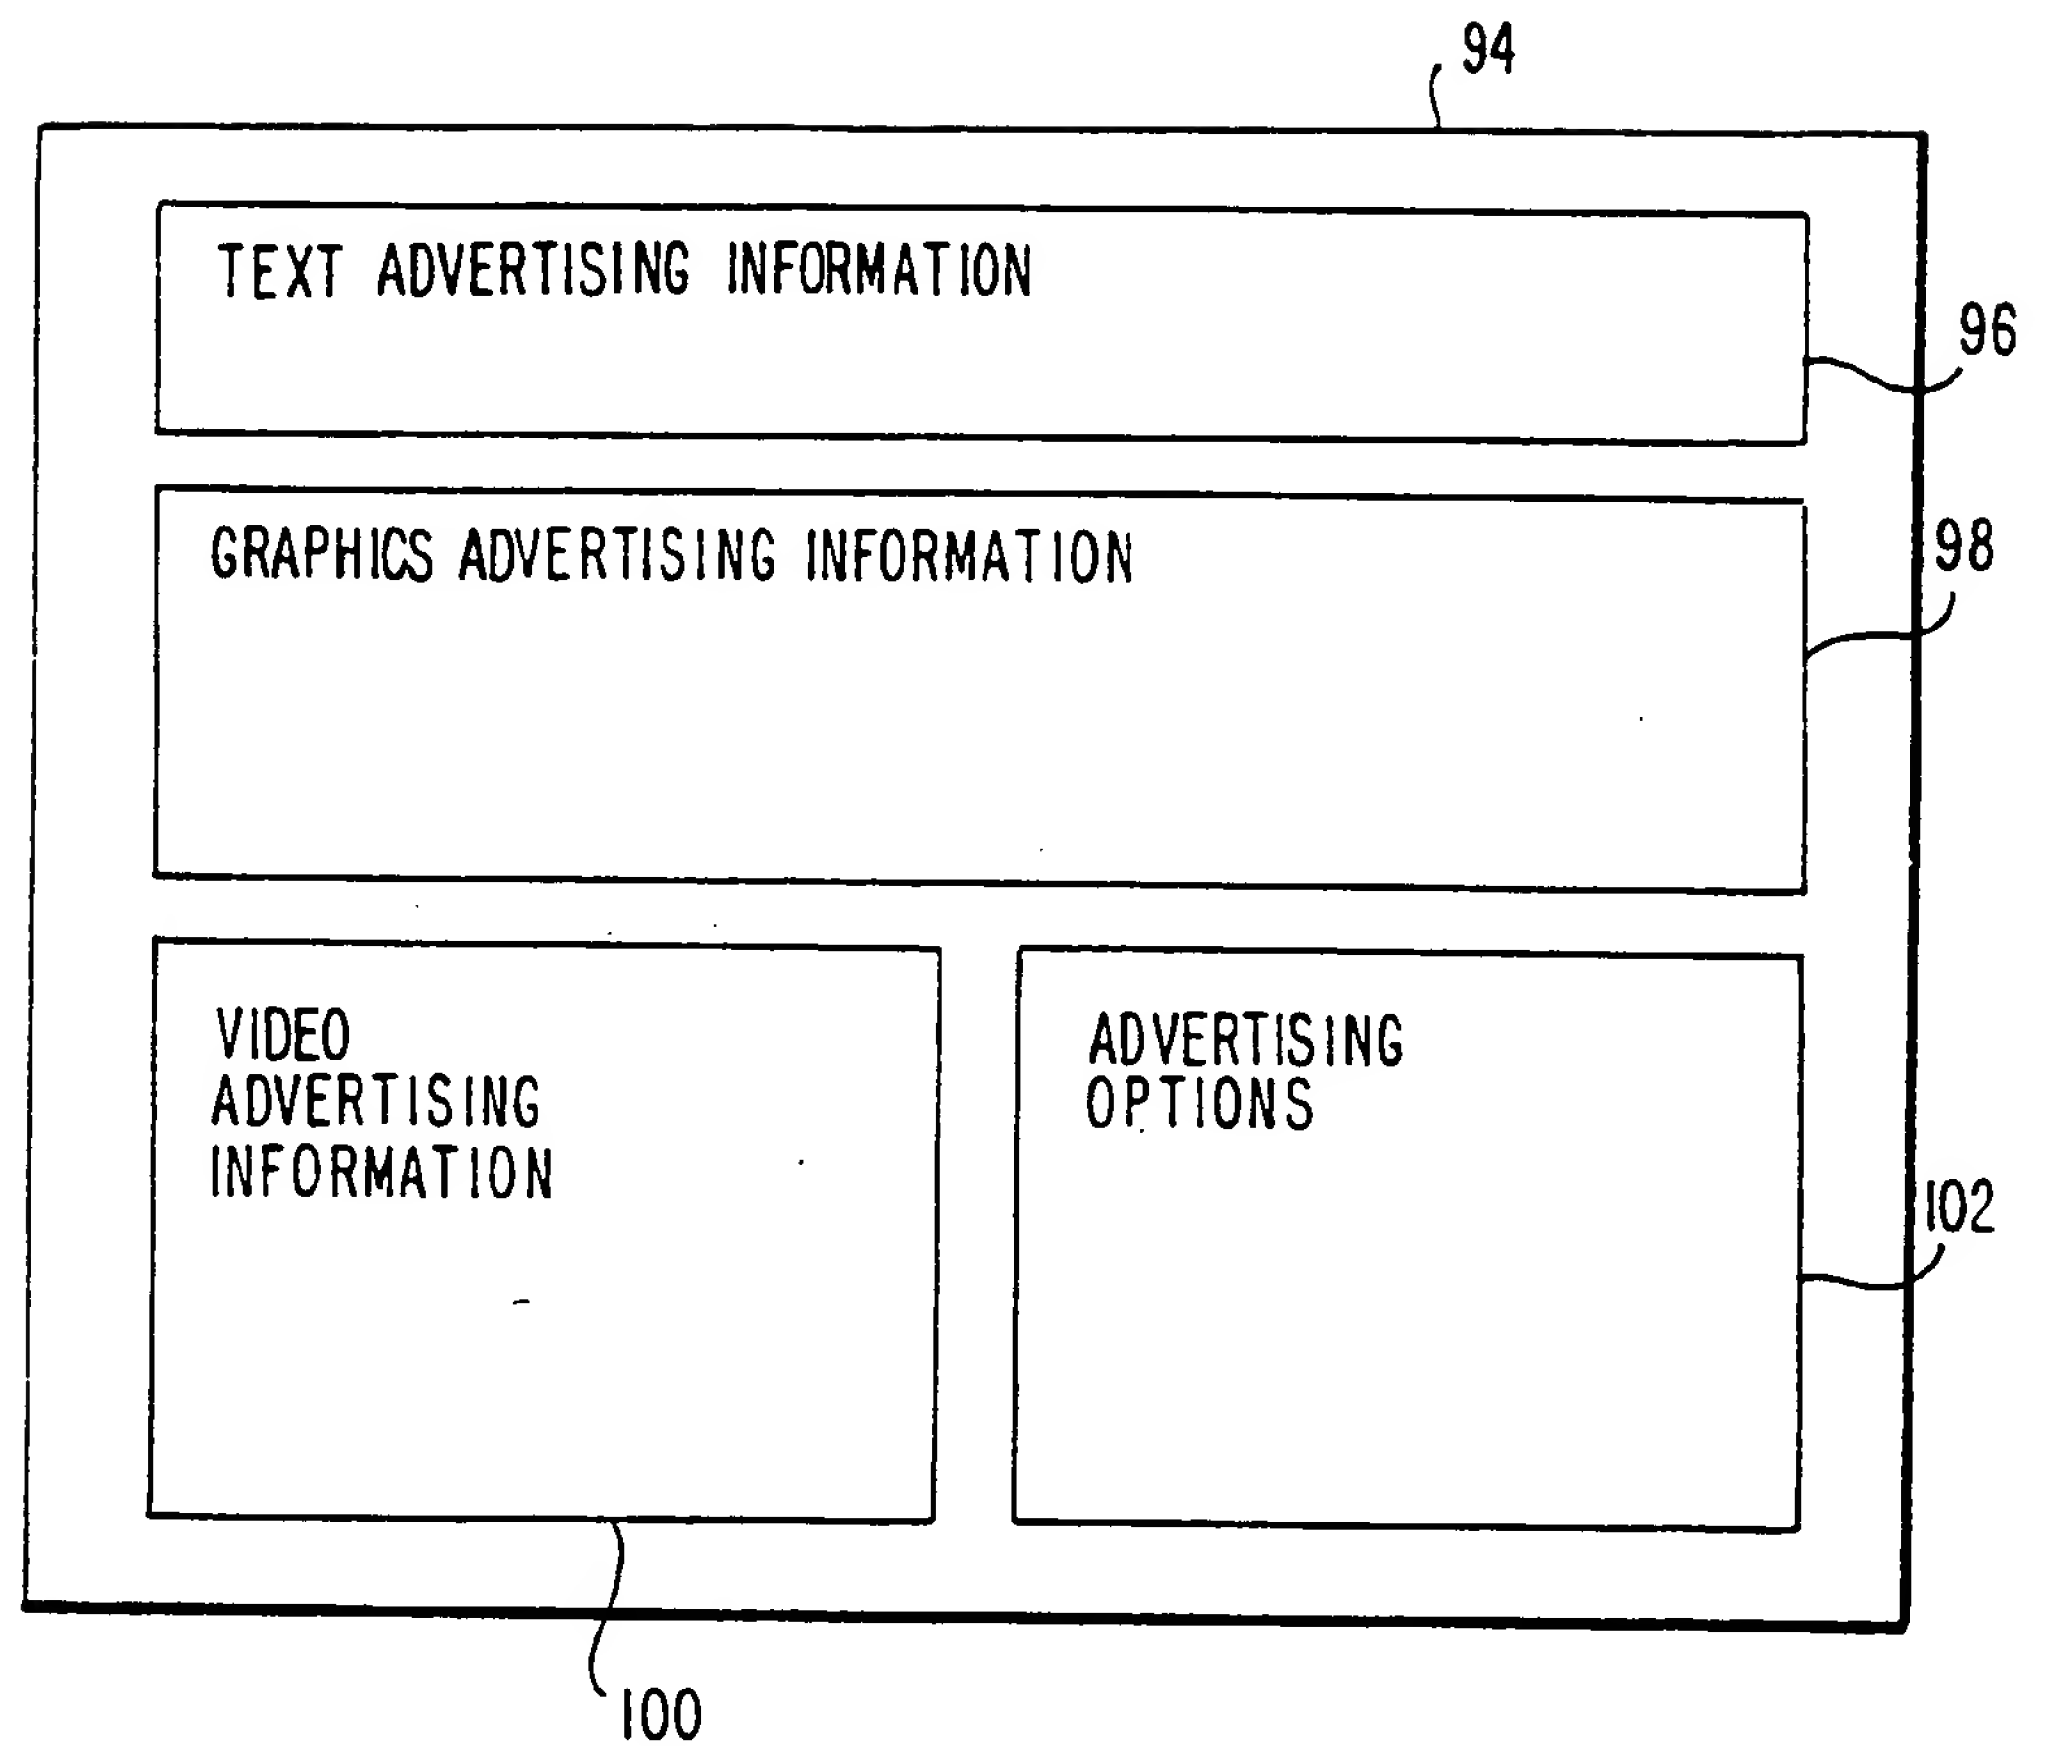 94
TEXT ADVERTISING INFORMATION
96
GRAPHICS ADVERTISING INFORMATION
98
VIDEO
ADVERTISING
INFORMATION
ADVERTISING
OPTIONS
102
100